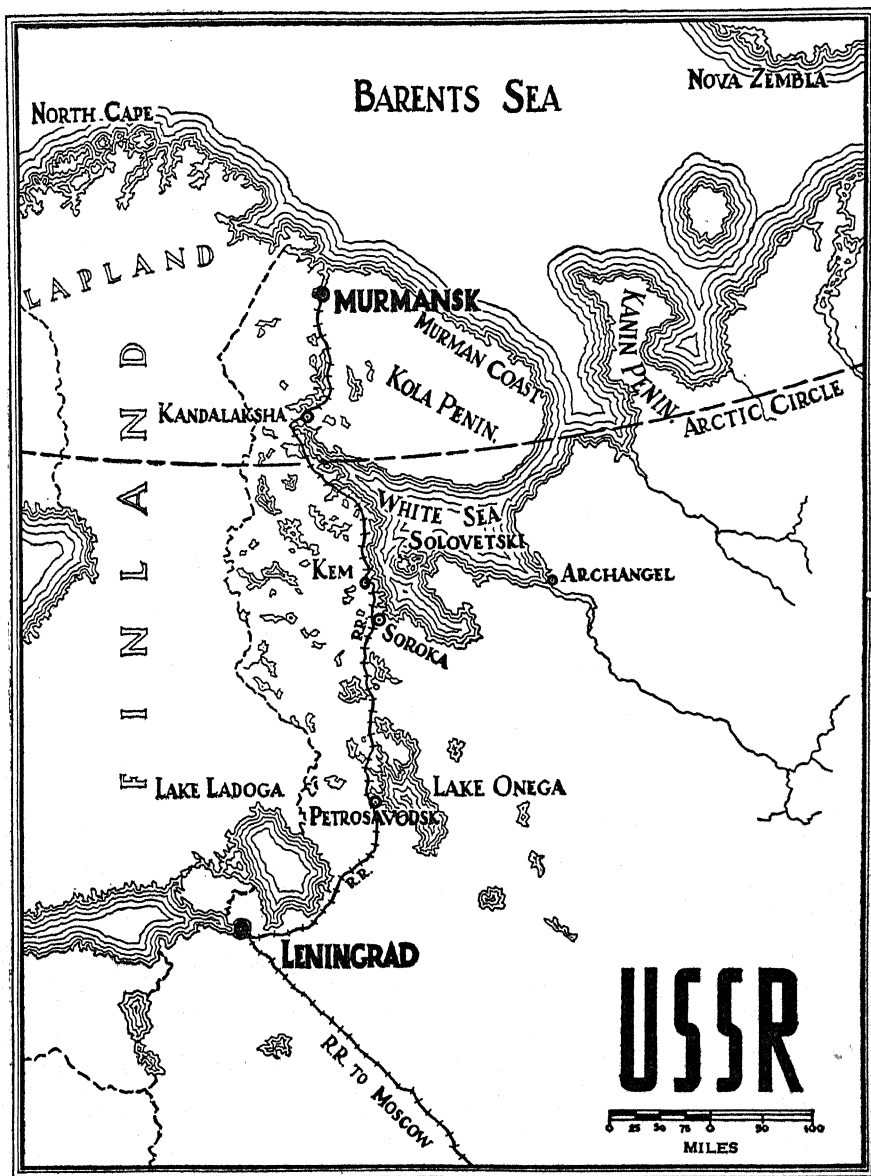 NOVA ZEMBLA
BARENTS SEA
NORTH CAPE
LAPLAND
MURMANSK
MURMAN COAST
KANIN PENIN.
KOLA PENIN.
ARCTIC CIRCLE
KANDALAKSHA
FINLAND
WHITE SEA
SOLOVETSKI
KEM
ARCHANGEL
R.R.
SOROKA
LAKE LADOGA
LAKE ONEGA
PETROSAVODSK
R.R.
LENINGRAD
R.R. TO MOSCOW
USSR
0 25 50 75 0 50 100
MILES